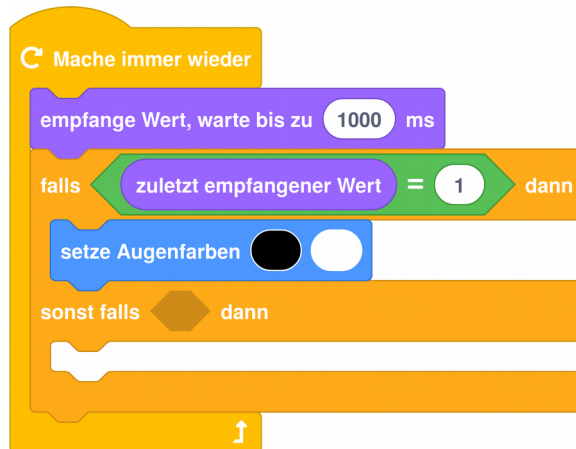 Mache immer wieder
empfange Wert, warte bis zu 1000 ms
falls zuletzt empfangener Wert = 1 dann
setze Augenfarben
sonst falls dann